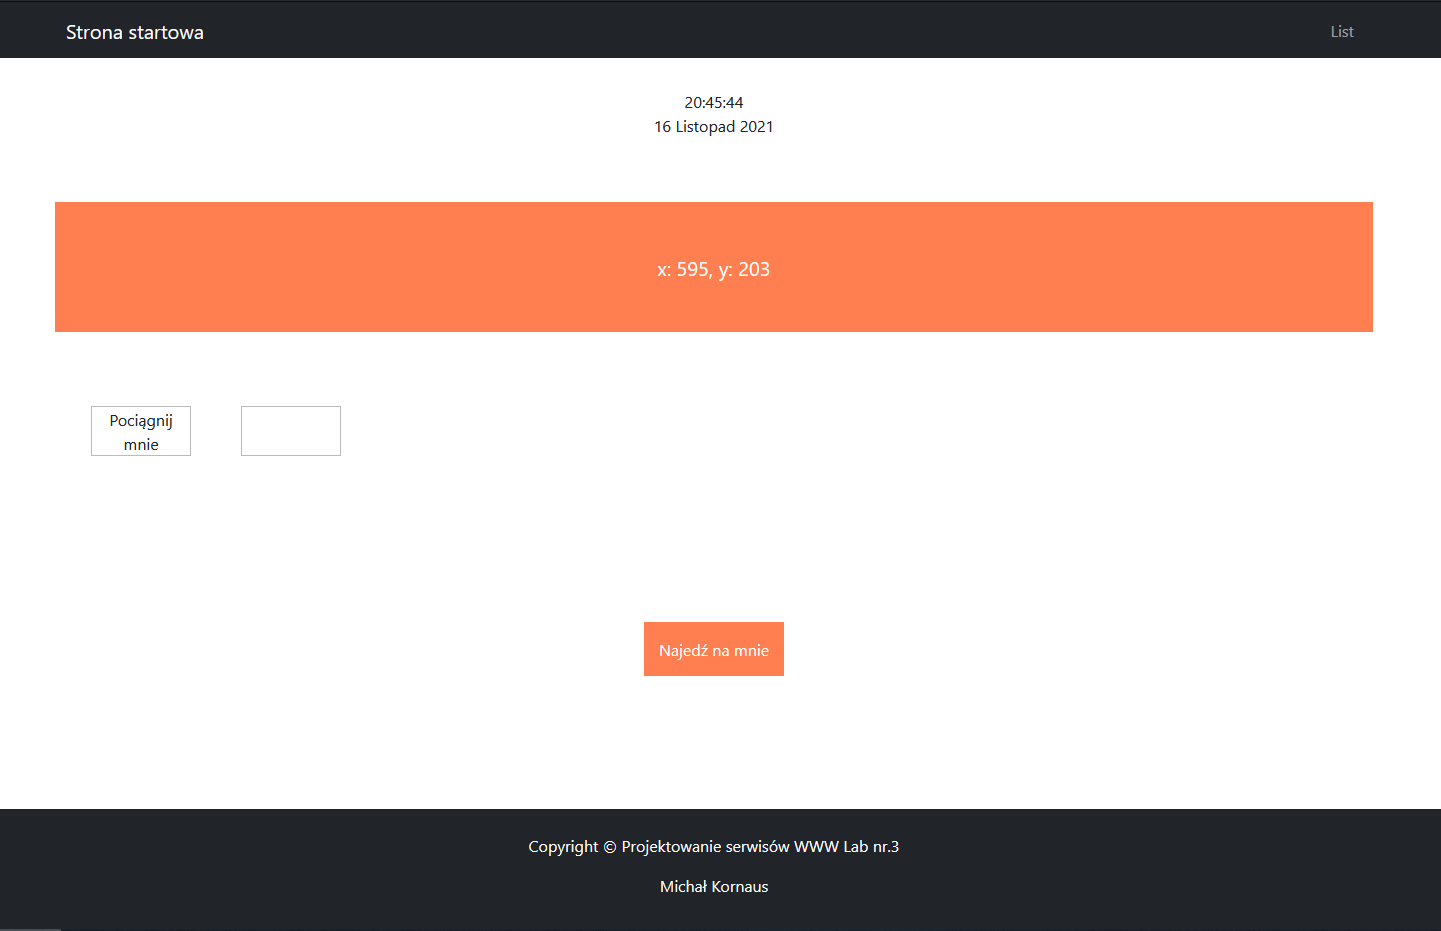 Strona startowa
List
20:45:44
16 Listopad 2021
x: 595, y: 203
Pociągnij
mnie
Najedź na mnie
Copyright © Projektowanie serwisów WWW Lab nr.3
Michał Kornaus